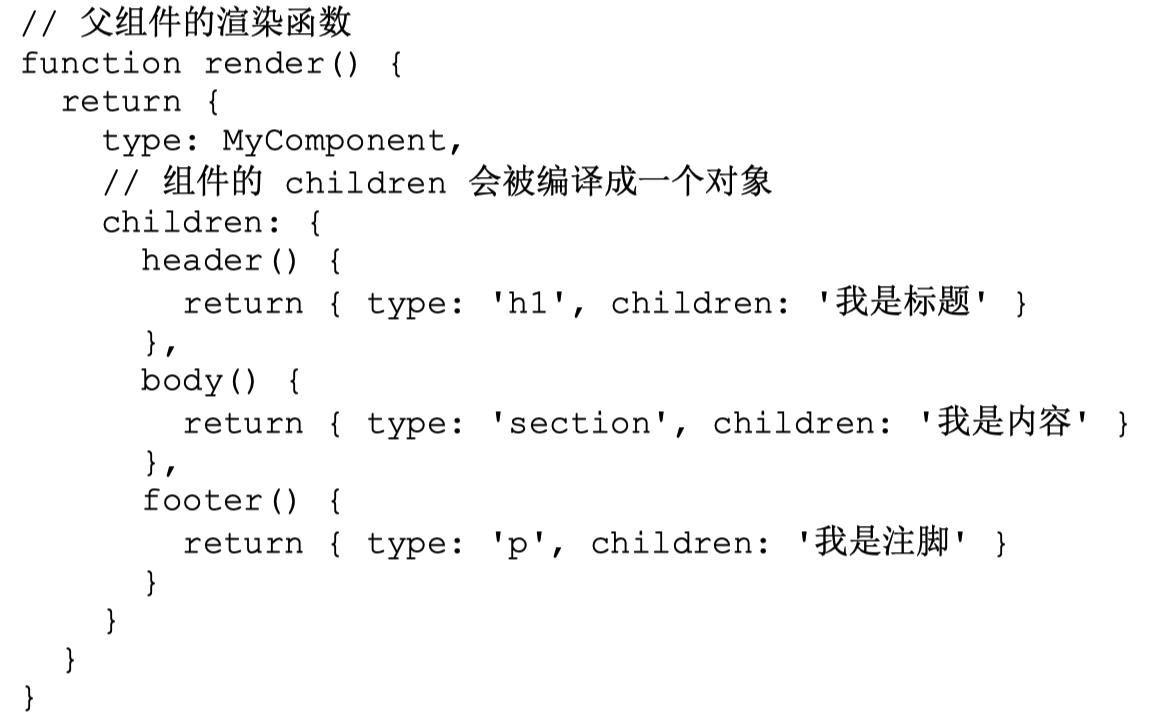 // 父组件的渲染函数
function render() {
  return {
    type: MyComponent,
    // 组件的 children 会被编译成一个对象
    children: {
      header() {
        return { type: 'h1', children: '我是标题' }
      },
      body() {
        return { type: 'section', children: '我是内容' }
      },
      footer() {
        return { type: 'p', children: '我是注脚' }
      }
    }
  }
}